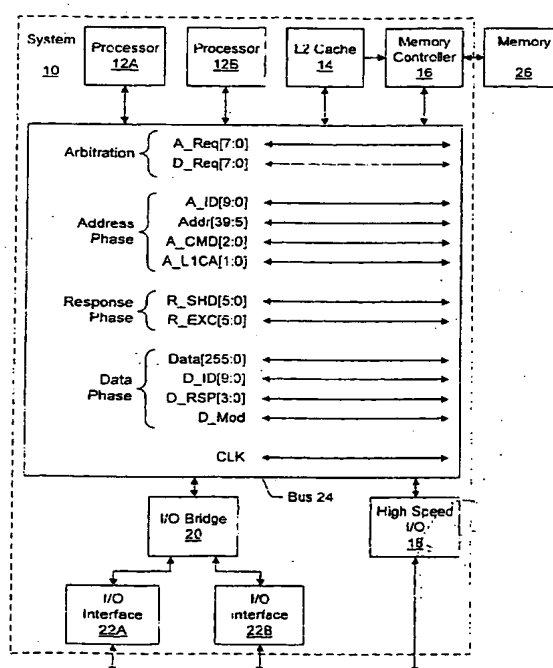 System
10
Processor
12A
Processor
12B
L2 Cache
14
Memory
Controller
16
Memory
26
Arbitration
A_Req[7:0]
D_Req[7:0]
Address
Phase
A_ID[9:0]
Addr[39:5]
A_CMD[2:0]
A_L1CA[1:0]
Response
Phase
R_SHD[5:0]
R_EXC[5:0]
Data
Phase
Data[255:0]
D_ID[9:0]
D_RSP[3:0]
D_Mod
CLK
Bus 24
I/O Bridge
20
High Speed
I/O
18
I/O
Interface
22A
I/O
Interface
22B